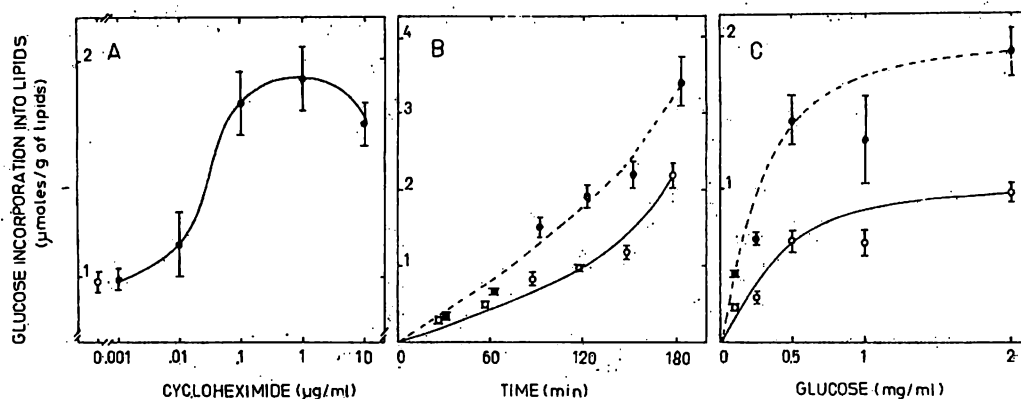 GLUCOSE INCORPORATION INTO LIPIDS
(μmoles/g of lipids)
A
2
1
0 0.001 .01 .1 1 10
CYCLOHEXIMIDE (μg/ml)
B
4
3
2
1
0 60 120 180
TIME (min)
C
2
1
0 0.5 1 2
GLUCOSE (mg/ml)